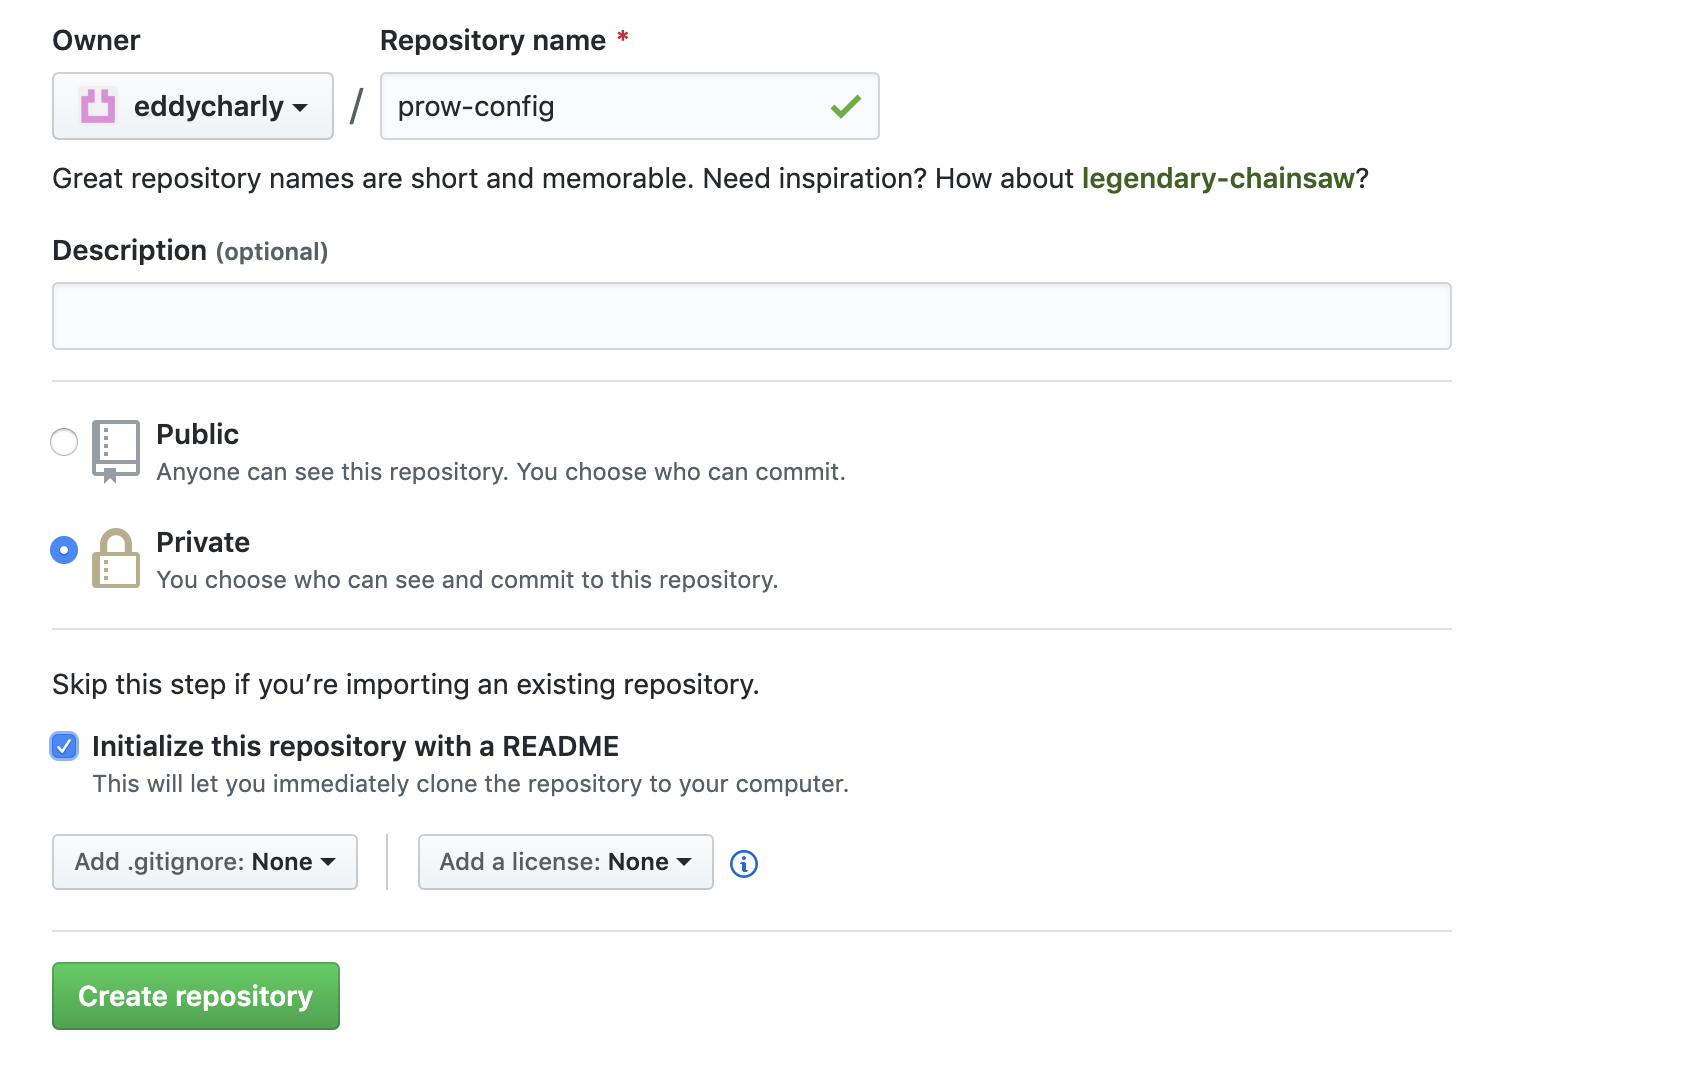 Owner
Repository name *
eddycharly / prow-config
Great repository names are short and memorable. Need inspiration? How about legendary-chainsaw?
Description (optional)
Public
Anyone can see this repository. You choose who can commit.
Private
You choose who can see and commit to this repository.
Skip this step if you’re importing an existing repository.
Initialize this repository with a README
This will let you immediately clone the repository to your computer.
Add .gitignore: None
Add a license: None
Create repository